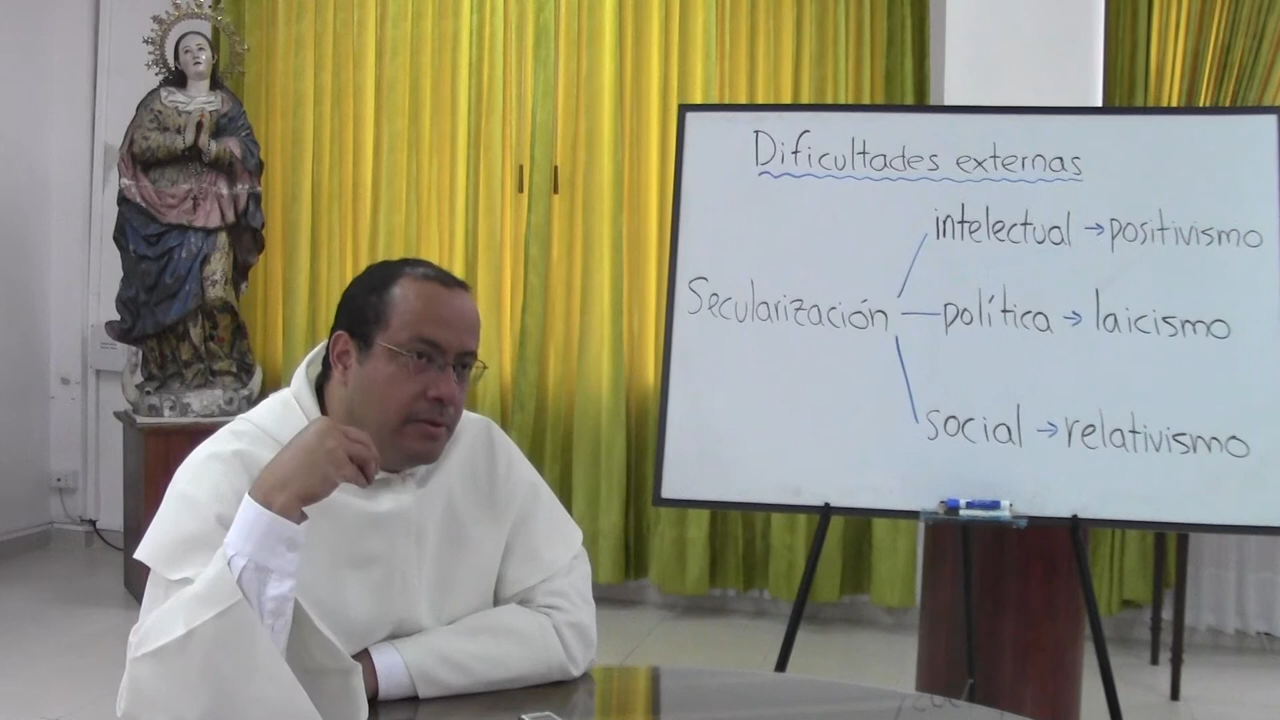 Dificultades externas
intelectual → positivismo
Secularización — política → laicismo
social → relativismo